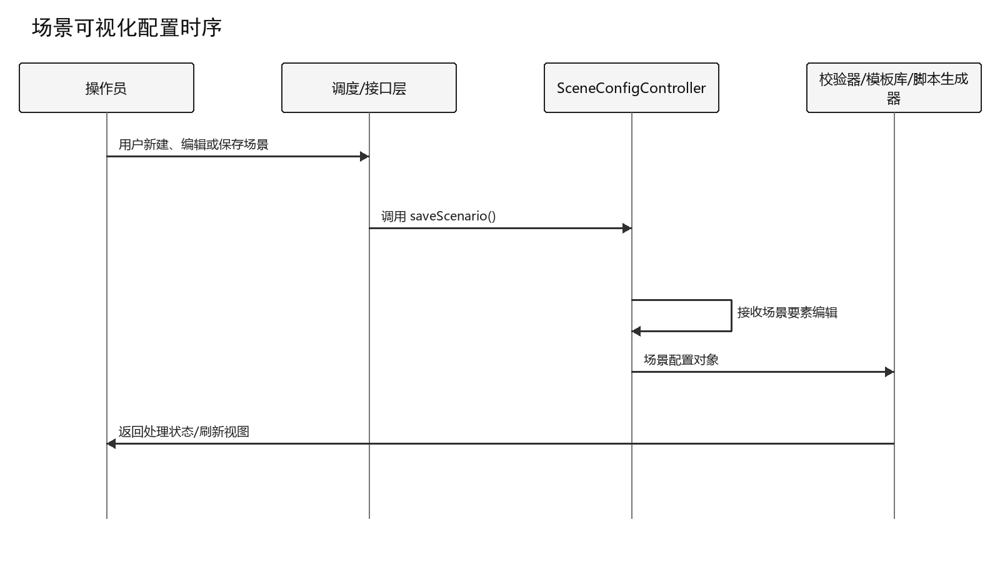 场景可视化配置时序
操作员
调度/接口层
SceneConfigController
校验器/模板库/脚本生成
器
用户新建、编辑或保存场景
调用 saveScenario()
接收场景要素编辑
场景配置对象
返回处理状态/刷新视图